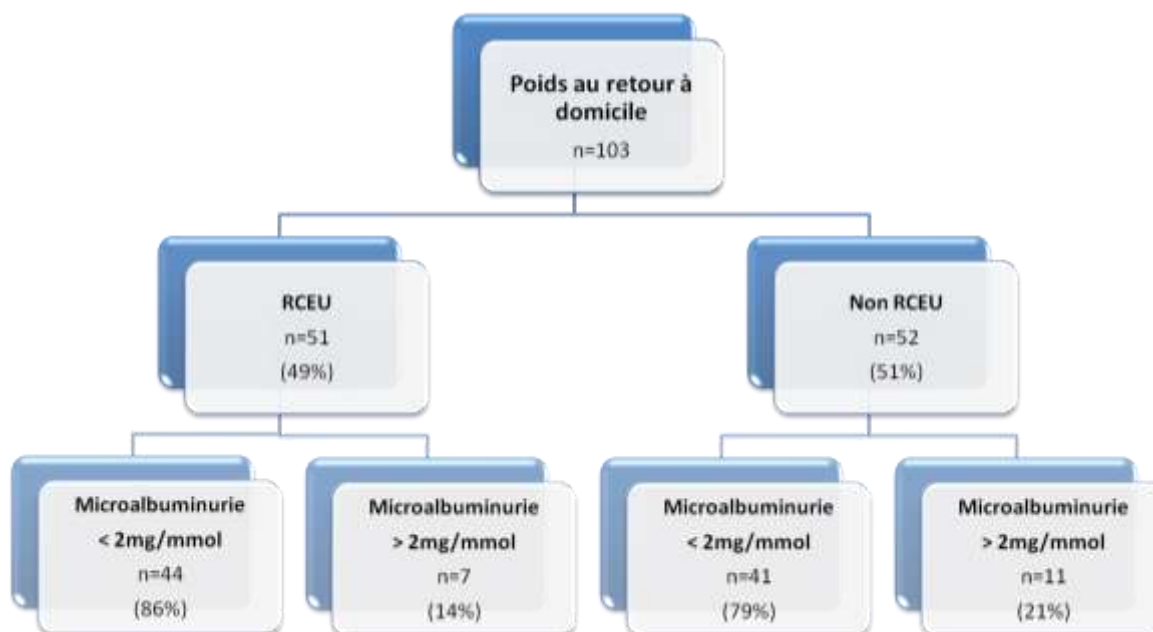 Poids au retour à
domicile
n=103
RCEU
n=51
(49%)
Non RCEU
n=52
(51%)
Microalbuminurie
< 2mg/mmol
n=44
(86%)
Microalbuminurie
> 2mg/mmol
n=7
(14%)
Microalbuminurie
< 2mg/mmol
n=41
(79%)
Microalbuminurie
> 2mg/mmol
n=11
(21%)